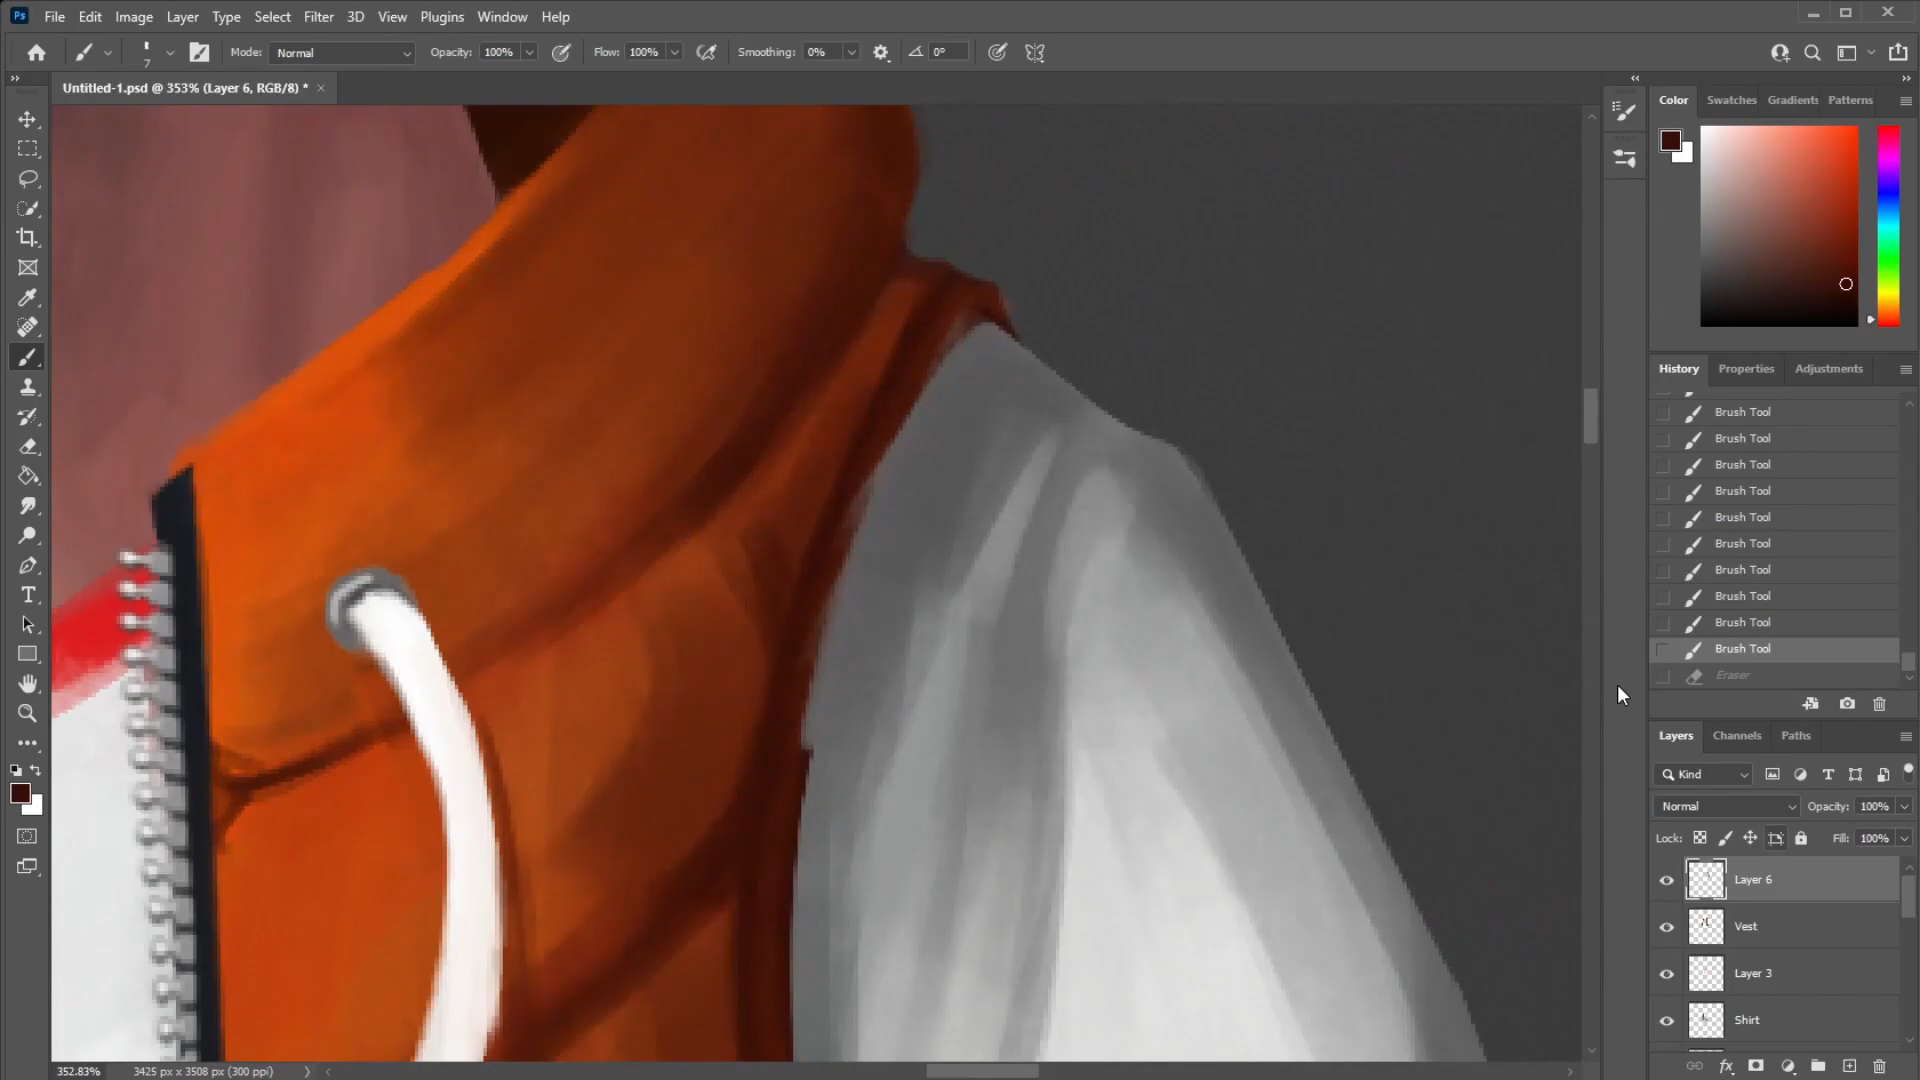 Ps File Edit Image Layer Type Select Filter 3D View Plugins Window Help
7 Mode: Normal Opacity: 100% Flow: 100% Smoothing: 0% 0°
Untitled-1.psd @ 353% (Layer 6, RGB/8) * ×
Color Swatches Gradients Patterns
History Properties Adjustments
Brush Tool
Brush Tool
Brush Tool
Brush Tool
Brush Tool
Brush Tool
Brush Tool
Brush Tool
Brush Tool
Brush Tool
Eraser
Layers Channels Paths
Kind
Normal Opacity: 100%
Lock: Fill: 100%
Layer 6
Vest
Layer 3
Shirt
fx
352.83% 3425 px x 3508 px (300 ppi)